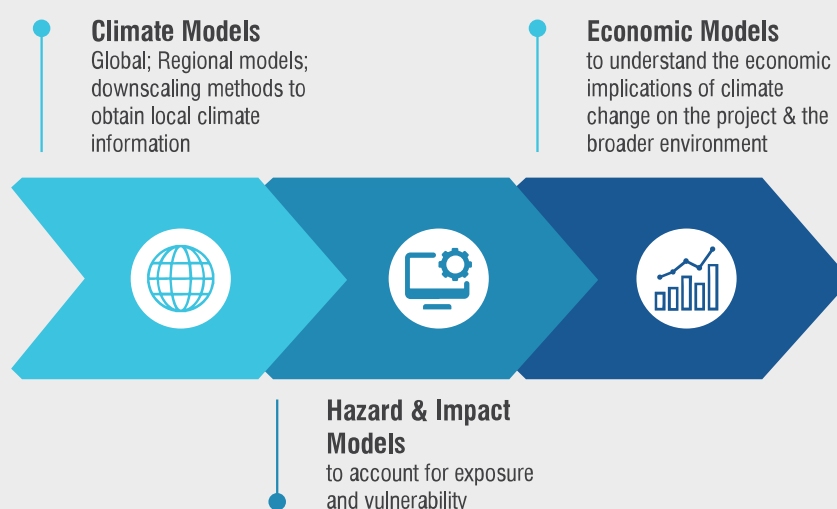 Climate Models
Global; Regional models;
downscaling methods to
obtain local climate
information
Economic Models
to understand the economic
implications of climate
change on the project & the
broader environment
Hazard & Impact
Models
to account for exposure
and vulnerability